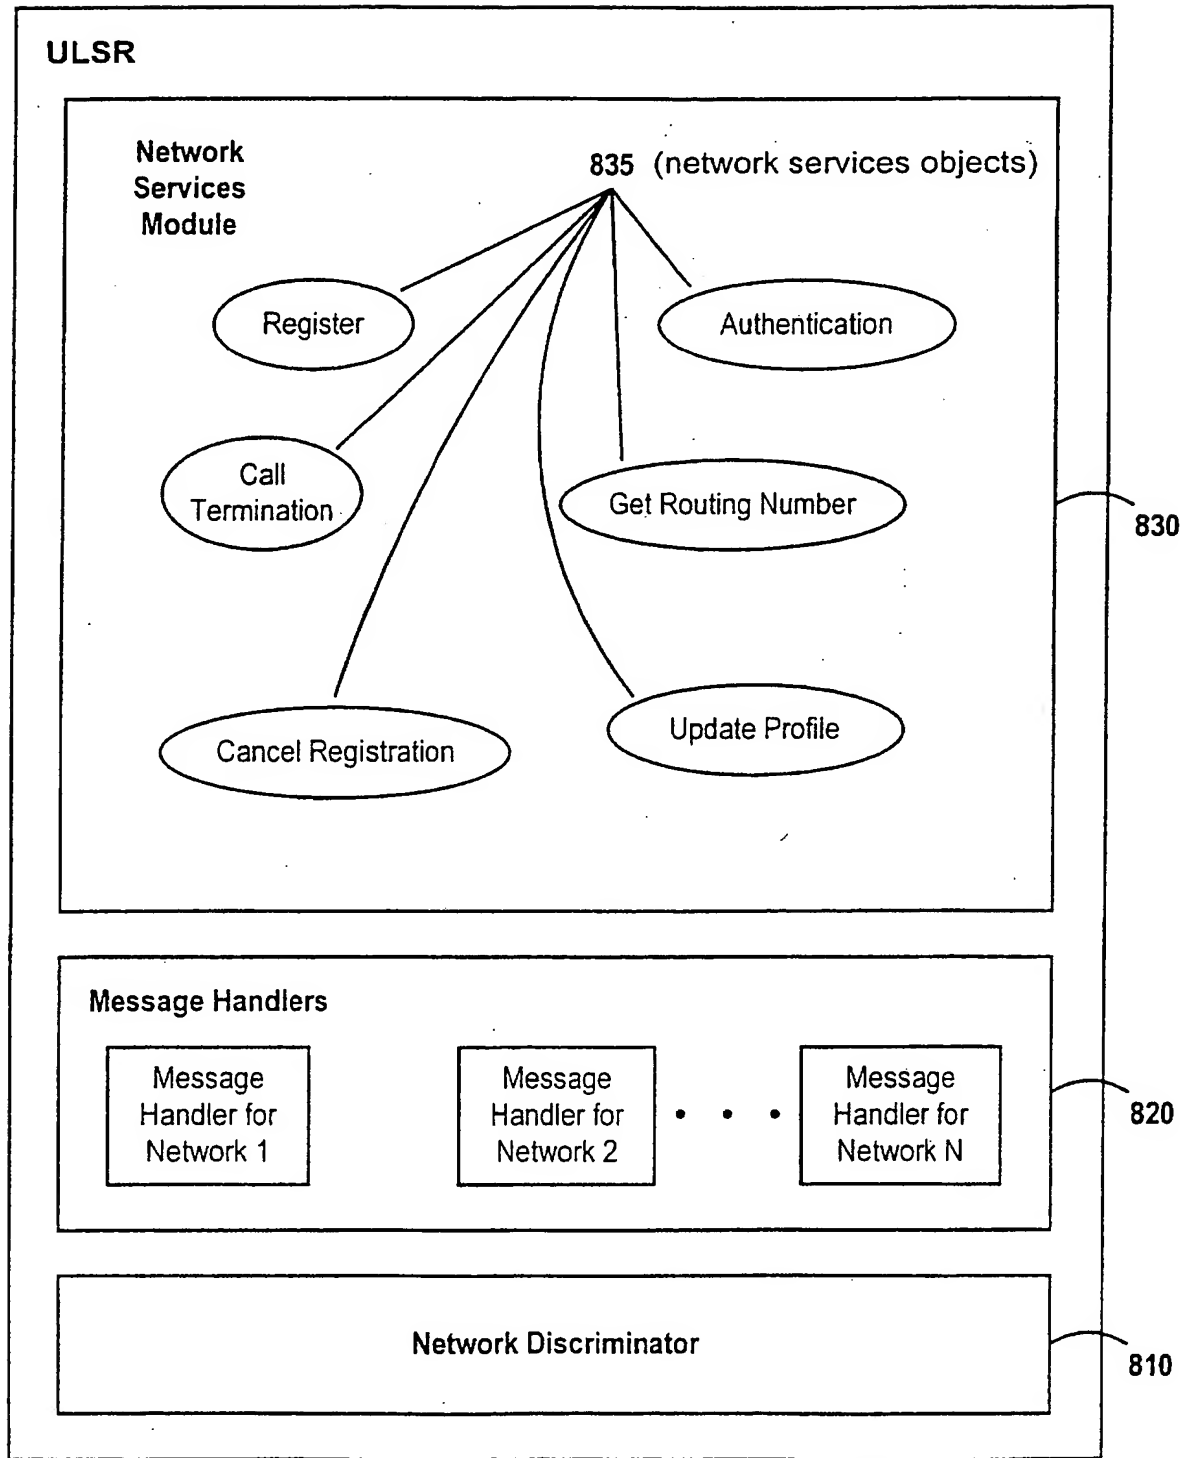 ULSR
Network
Services
Module
835 (network services objects)
Register
Authentication
Call
Termination
Get Routing Number
830
Cancel Registration
Update Profile
Message Handlers
Message
Handler for
Network 1
Message
Handler for
Network 2
Message
Handler for
Network N
820
Network Discriminator
810